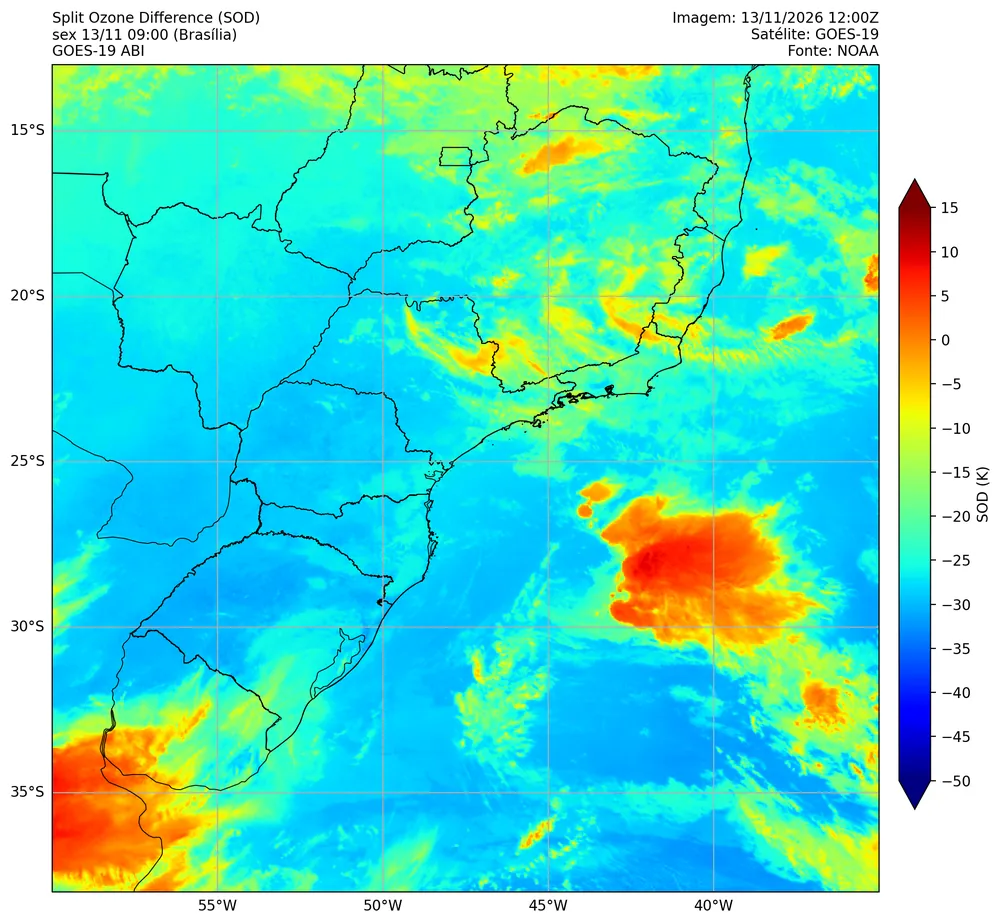 Split Ozone Difference (SOD)
sex 13/11 09:00 (Brasília)
GOES-19 ABI
Imagem: 13/11/2026 12:00Z
Satélite: GOES-19
Fonte: NOAA
15°S
20°S
25°S
30°S
35°S
55°W
50°W
45°W
40°W
15
10
5
0
−5
−10
−15
−20
−25
−30
−35
−40
−45
−50
SOD (K)